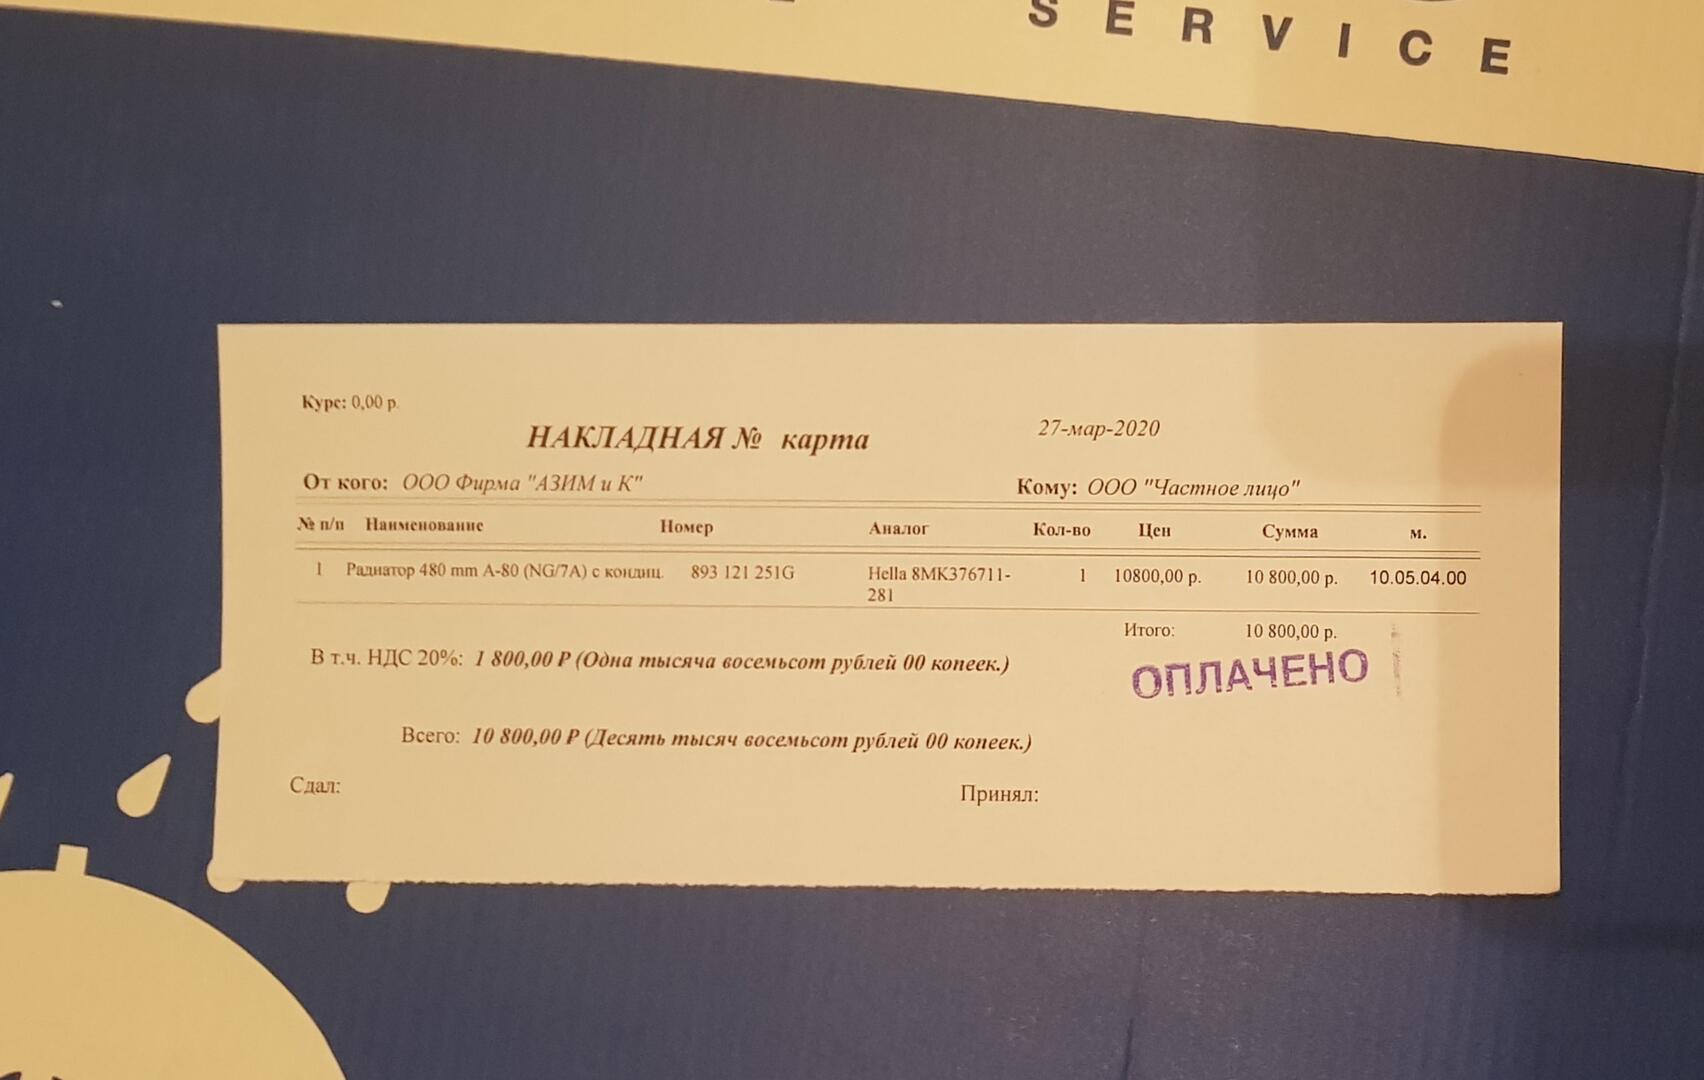 SERVICE
Курс: 0,00 р.
НАКЛАДНАЯ № карта
27-мар-2020
От кого: ООО Фирма "АЗИМ и К"
Кому: ООО "Частное лицо"
№ п/п Наименование Номер Аналог Кол-во Цен Сумма м.
1 Радиатор 480 mm A-80 (NG/7A) с кондиц. 893 121 251G Hella 8MK376711- 1 10800,00 р. 10 800,00 р. 10.05.04.00
281
Итого: 10 800,00 р.
В т.ч. НДС 20%: 1 800,00 Р (Одна тысяча восемьсот рублей 00 копеек.)
ОПЛАЧЕНО
Всего: 10 800,00 Р (Десять тысяч восемьсот рублей 00 копеек.)
Сдал:
Принял: